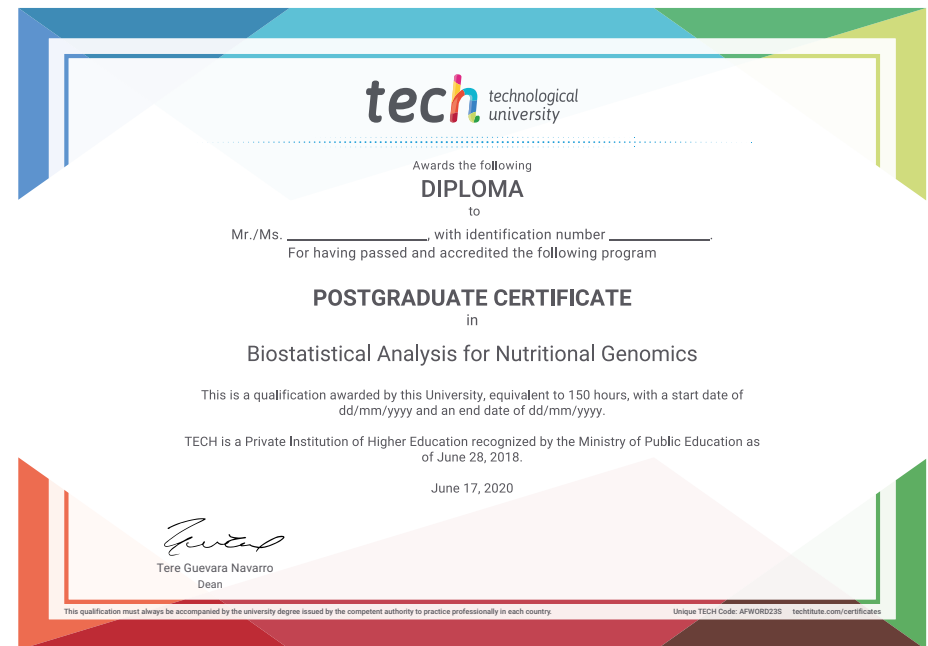 tech technological
university
Awards the following
DIPLOMA
to
Mr./Ms. ____________________, with identification number ______________.
For having passed and accredited the following program
POSTGRADUATE CERTIFICATE
in
Biostatistical Analysis for Nutritional Genomics
This is a qualification awarded by this University, equivalent to 150 hours, with a start date of
dd/mm/yyyy and an end date of dd/mm/yyyy.
TECH is a Private Institution of Higher Education recognized by the Ministry of Public Education as
of June 28, 2018.
June 17, 2020
Tere Guevara Navarro
Dean
This qualification must always be accompanied by the university degree issued by the competent authority to practice professionally in each country.
Unique TECH Code: AFWORD23S techtitute.com/certificates